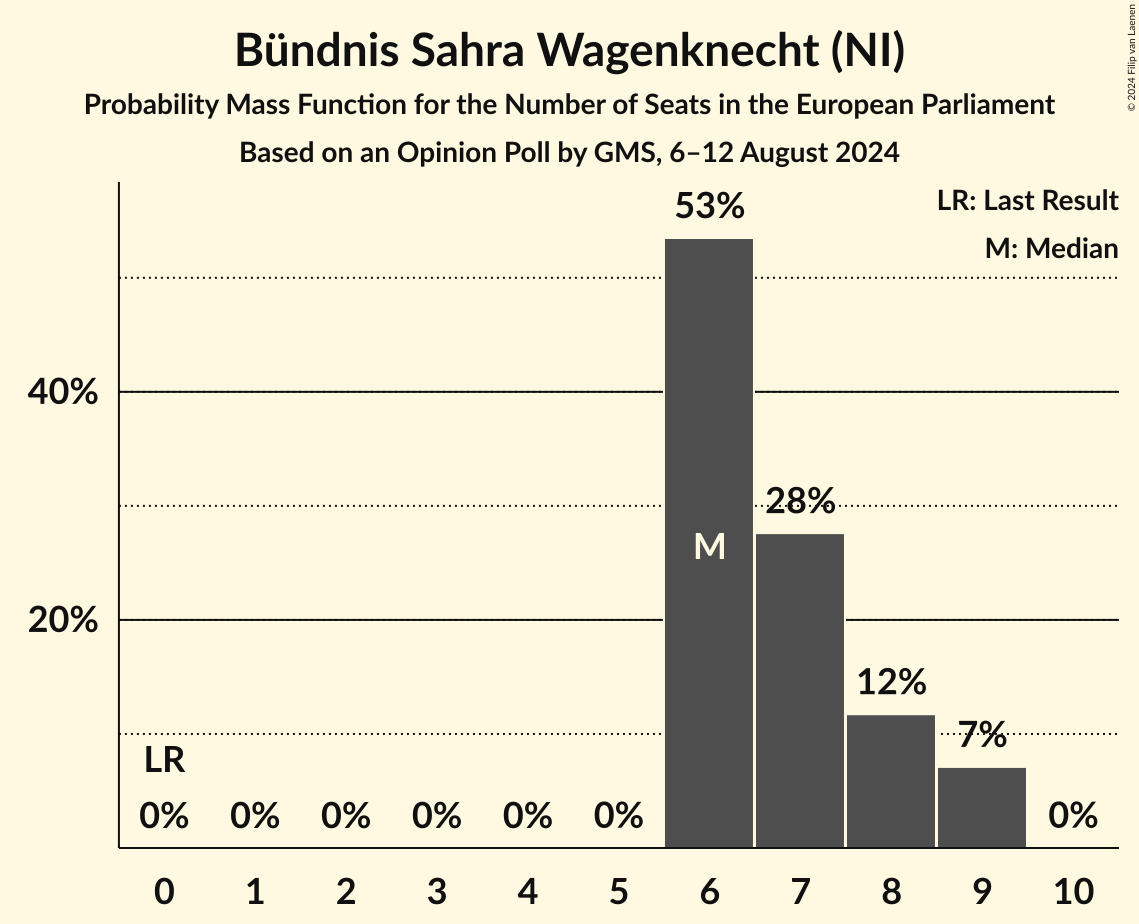 Bündnis Sahra Wagenknecht (NI)
Probability Mass Function for the Number of Seats in the European Parliament
Based on an Opinion Poll by GMS, 6–12 August 2024
© 2024 Filip van Laenen
LR: Last Result
M: Median
53%
40%
28%
M
20%
12%
7%
LR
0% 0% 0% 0% 0% 0% 0%
0 1 2 3 4 5 6 7 8 9 10